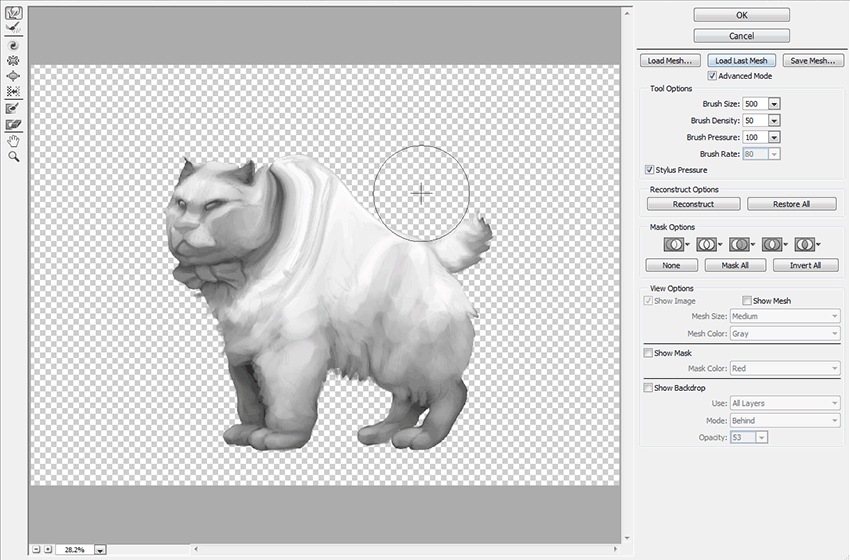 OK
Cancel
Load Mesh... Load Last Mesh Save Mesh...
Advanced Mode
Tool Options
Brush Size: 500
Brush Density: 50
Brush Pressure: 100
Brush Rate: 80
Stylus Pressure
Reconstruct Options
Reconstruct Restore All
Mask Options
None Mask All Invert All
View Options
Show Image Show Mesh
Mesh Size: Medium
Mesh Color: Gray
Show Mask
Mask Color: Red
Show Backdrop
Use: All Layers
Mode: Behind
Opacity: 53
28.2%